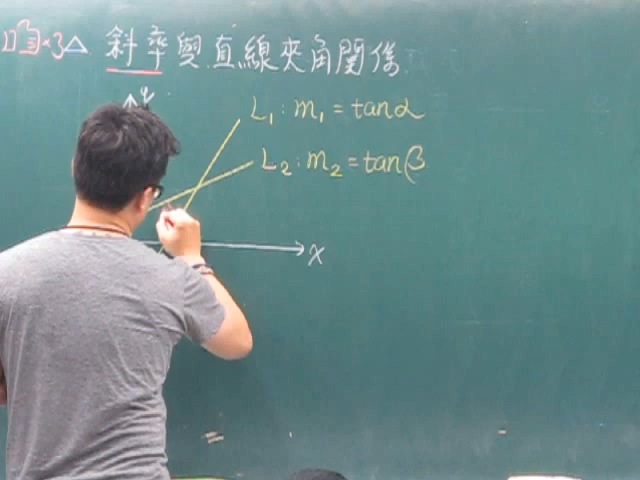 斜率與直線夾角關係
y
L₁ : m₁ = tanα
L₂ : m₂ = tanβ
x